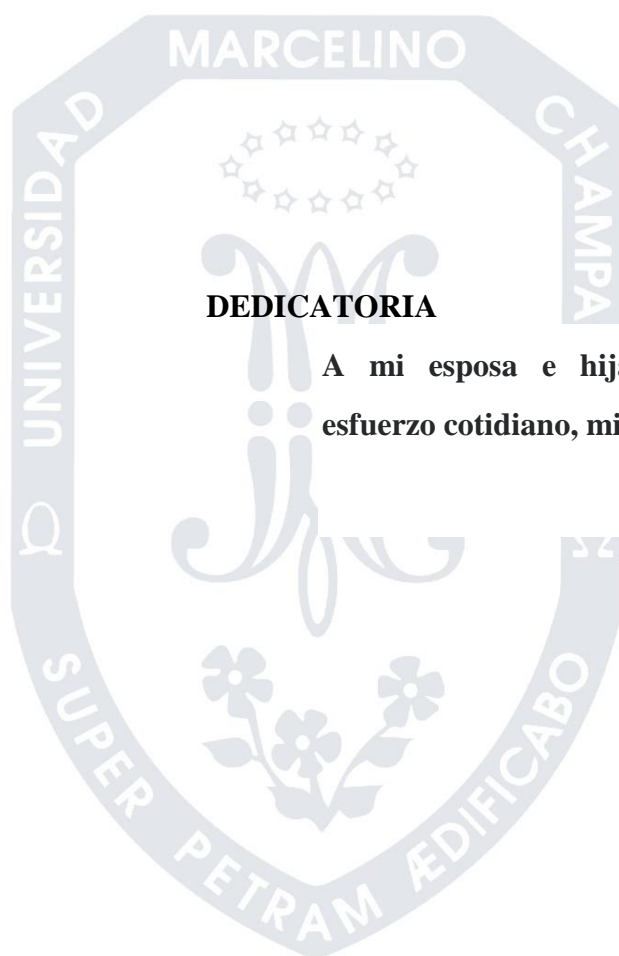 MARCELINO
CHAMPA
UNIVERSIDAD
DEDICATORIA
A mi esposa e hij
esfuerzo cotidiano, mi
SUPER PETRAM ÆDIFICABO